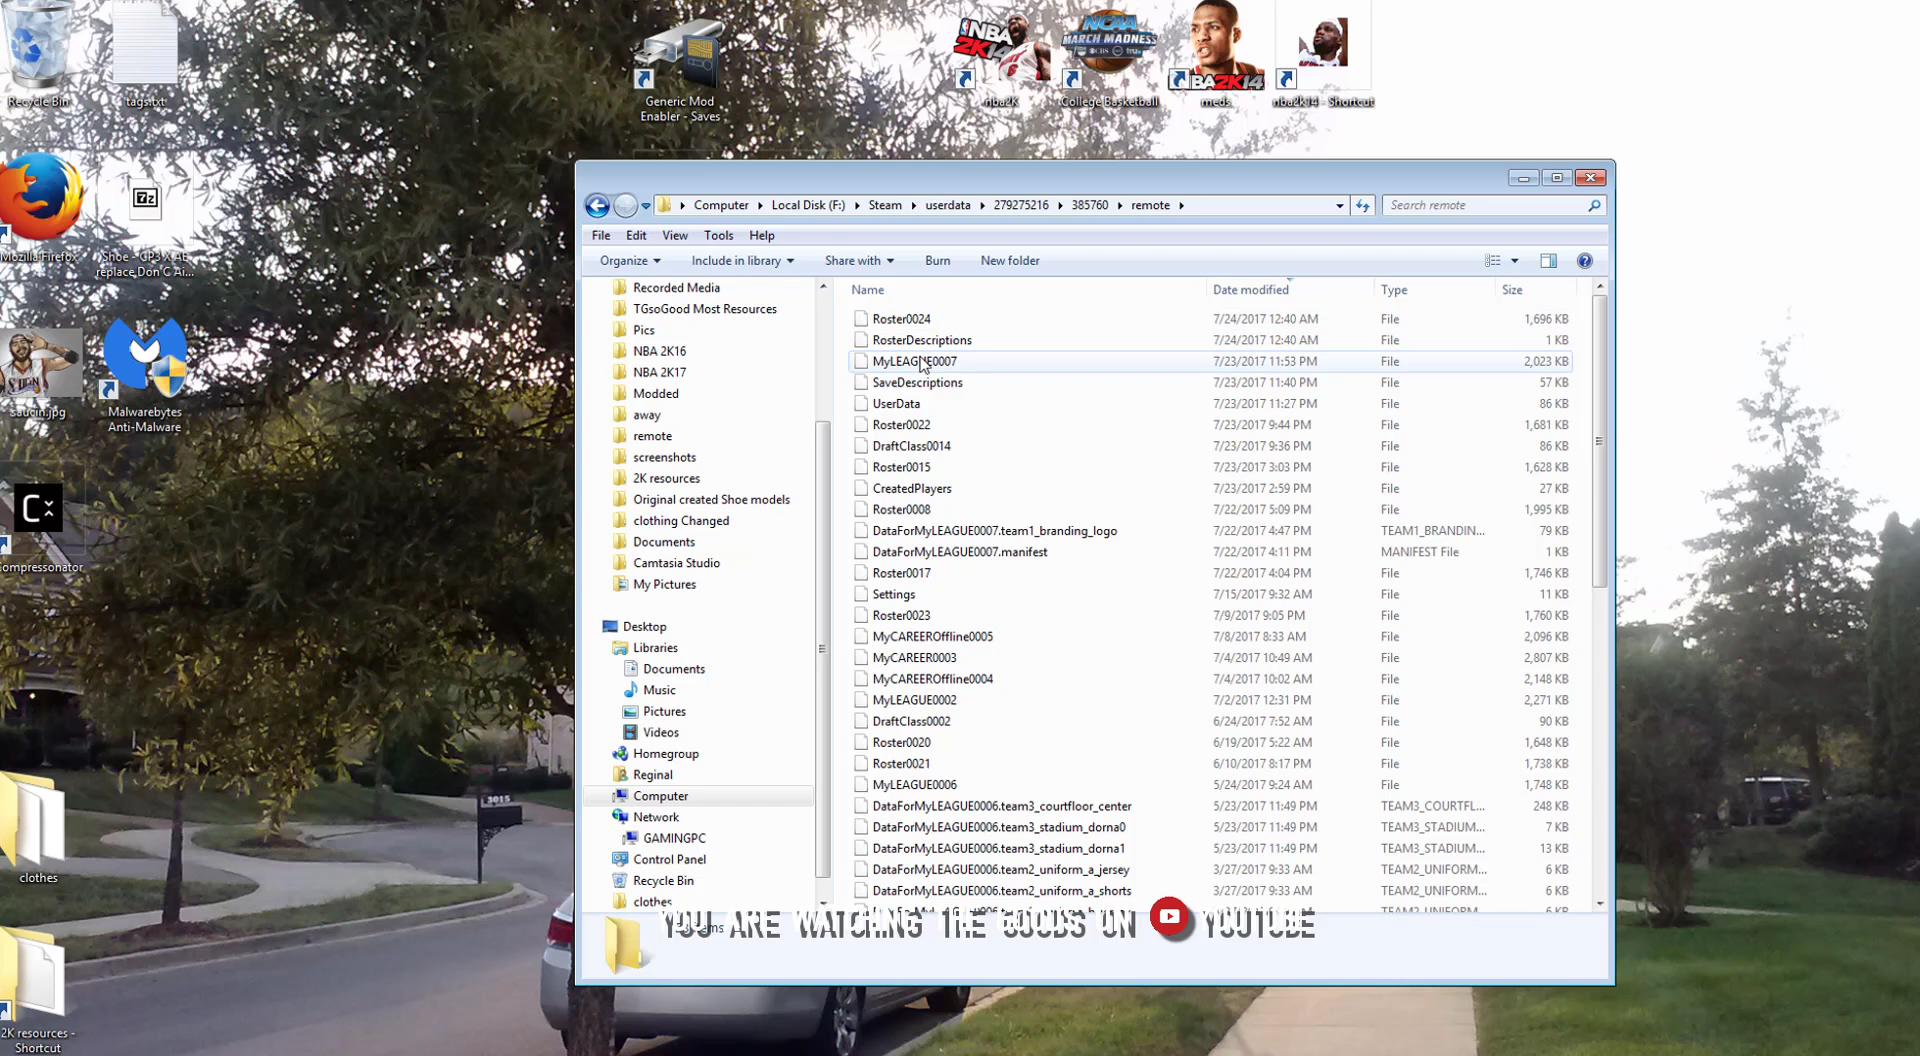 Recycle Bin
tags.txt
Generic Mod
Enabler - Saves
NBA
2K14
nba2K
NCAA
MARCH MADNESS
College Basketball
BA2K14
meds
nba2k14 - Shortcut
Mozilla Firefox
7z
Shoe - GP3 X AE
replace Don C Ai...
saucin.jpg
Malwarebytes
Anti-Malware
C
ompressonator
clothes
2K resources -
Shortcut
Computer Local Disk (F:) Steam userdata 279275216 385760 remote
Search remote
File Edit View Tools Help
Organize Include in library Share with Burn New folder
Recorded Media
TGsoGood Most Resources
Pics
NBA 2K16
NBA 2K17
Modded
away
remote
screenshots
2K resources
Original created Shoe models
clothing Changed
Documents
Camtasia Studio
My Pictures
Desktop
Libraries
Documents
Music
Pictures
Videos
Homegroup
Reginal
Computer
Network
GAMINGPC
Control Panel
Recycle Bin
clothes
Name Date modified Type Size
Roster0024 7/24/2017 12:40 AM File 1,696 KB
RosterDescriptions 7/24/2017 12:40 AM File 1 KB
MyLEAGUE0007 7/23/2017 11:53 PM File 2,023 KB
SaveDescriptions 7/23/2017 11:40 PM File 57 KB
UserData 7/23/2017 11:27 PM File 86 KB
Roster0022 7/23/2017 9:44 PM File 1,681 KB
DraftClass0014 7/23/2017 9:36 PM File 86 KB
Roster0015 7/23/2017 3:03 PM File 1,628 KB
CreatedPlayers 7/23/2017 2:59 PM File 27 KB
Roster0008 7/22/2017 5:09 PM File 1,995 KB
DataForMyLEAGUE0007.team1_branding_logo 7/22/2017 4:47 PM TEAM1_BRANDIN... 79 KB
DataForMyLEAGUE0007.manifest 7/22/2017 4:11 PM MANIFEST File 1 KB
Roster0017 7/22/2017 4:04 PM File 1,746 KB
Settings 7/15/2017 9:32 AM File 11 KB
Roster0023 7/9/2017 9:05 PM File 1,760 KB
MyCAREEROffline0005 7/8/2017 8:33 AM File 2,096 KB
MyCAREER0003 7/4/2017 10:49 AM File 2,807 KB
MyCAREEROffline0004 7/4/2017 10:02 AM File 2,148 KB
MyLEAGUE0002 7/2/2017 12:31 PM File 2,271 KB
DraftClass0002 6/24/2017 7:52 AM File 90 KB
Roster0020 6/19/2017 5:22 AM File 1,648 KB
Roster0021 6/10/2017 8:17 PM File 1,738 KB
MyLEAGUE0006 5/24/2017 9:24 AM File 1,748 KB
DataForMyLEAGUE0006.team3_courtfloor_center 5/23/2017 11:49 PM TEAM3_COURTFL... 248 KB
DataForMyLEAGUE0006.team3_stadium_dorna0 5/23/2017 11:49 PM TEAM3_STADIUM... 7 KB
DataForMyLEAGUE0006.team3_stadium_dorna1 5/23/2017 11:49 PM TEAM3_STADIUM... 13 KB
DataForMyLEAGUE0006.team2_uniform_a_jersey 3/27/2017 9:33 AM TEAM2_UNIFORM... 6 KB
DataForMyLEAGUE0006.team2_uniform_a_shorts 3/27/2017 9:33 AM TEAM2_UNIFORM... 6 KB
YOU ARE WATCHING THE GOODS ON YOUTUBE
3015